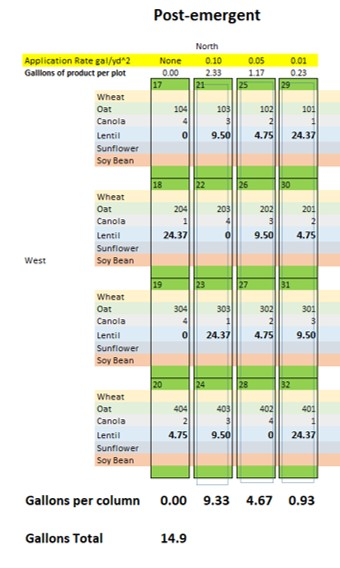 Post-emergent
North
Application Rate gal/yd^2 None 0.10 0.05 0.01
Galllons of product per plot 0.00 2.33 1.17 0.23
17 21 25 29
Wheat
Oat 104 103 102 101
Canola 4 3 2 1
Lentil 0 9.50 4.75 24.37
Sunflower
Soy Bean
18 22 26 30
Wheat
Oat 204 203 202 201
Canola 1 4 3 2
Lentil 24.37 0 9.50 4.75
Sunflower
West Soy Bean
19 23 27 31
Wheat
Oat 304 303 302 301
Canola 4 1 2 3
Lentil 0 24.37 4.75 9.50
Sunflower
Soy Bean
20 24 28 32
Wheat
Oat 404 403 402 401
Canola 2 3 4 1
Lentil 4.75 9.50 0 24.37
Sunflower
Soy Bean
Gallons per column 0.00 9.33 4.67 0.93
Gallons Total 14.9